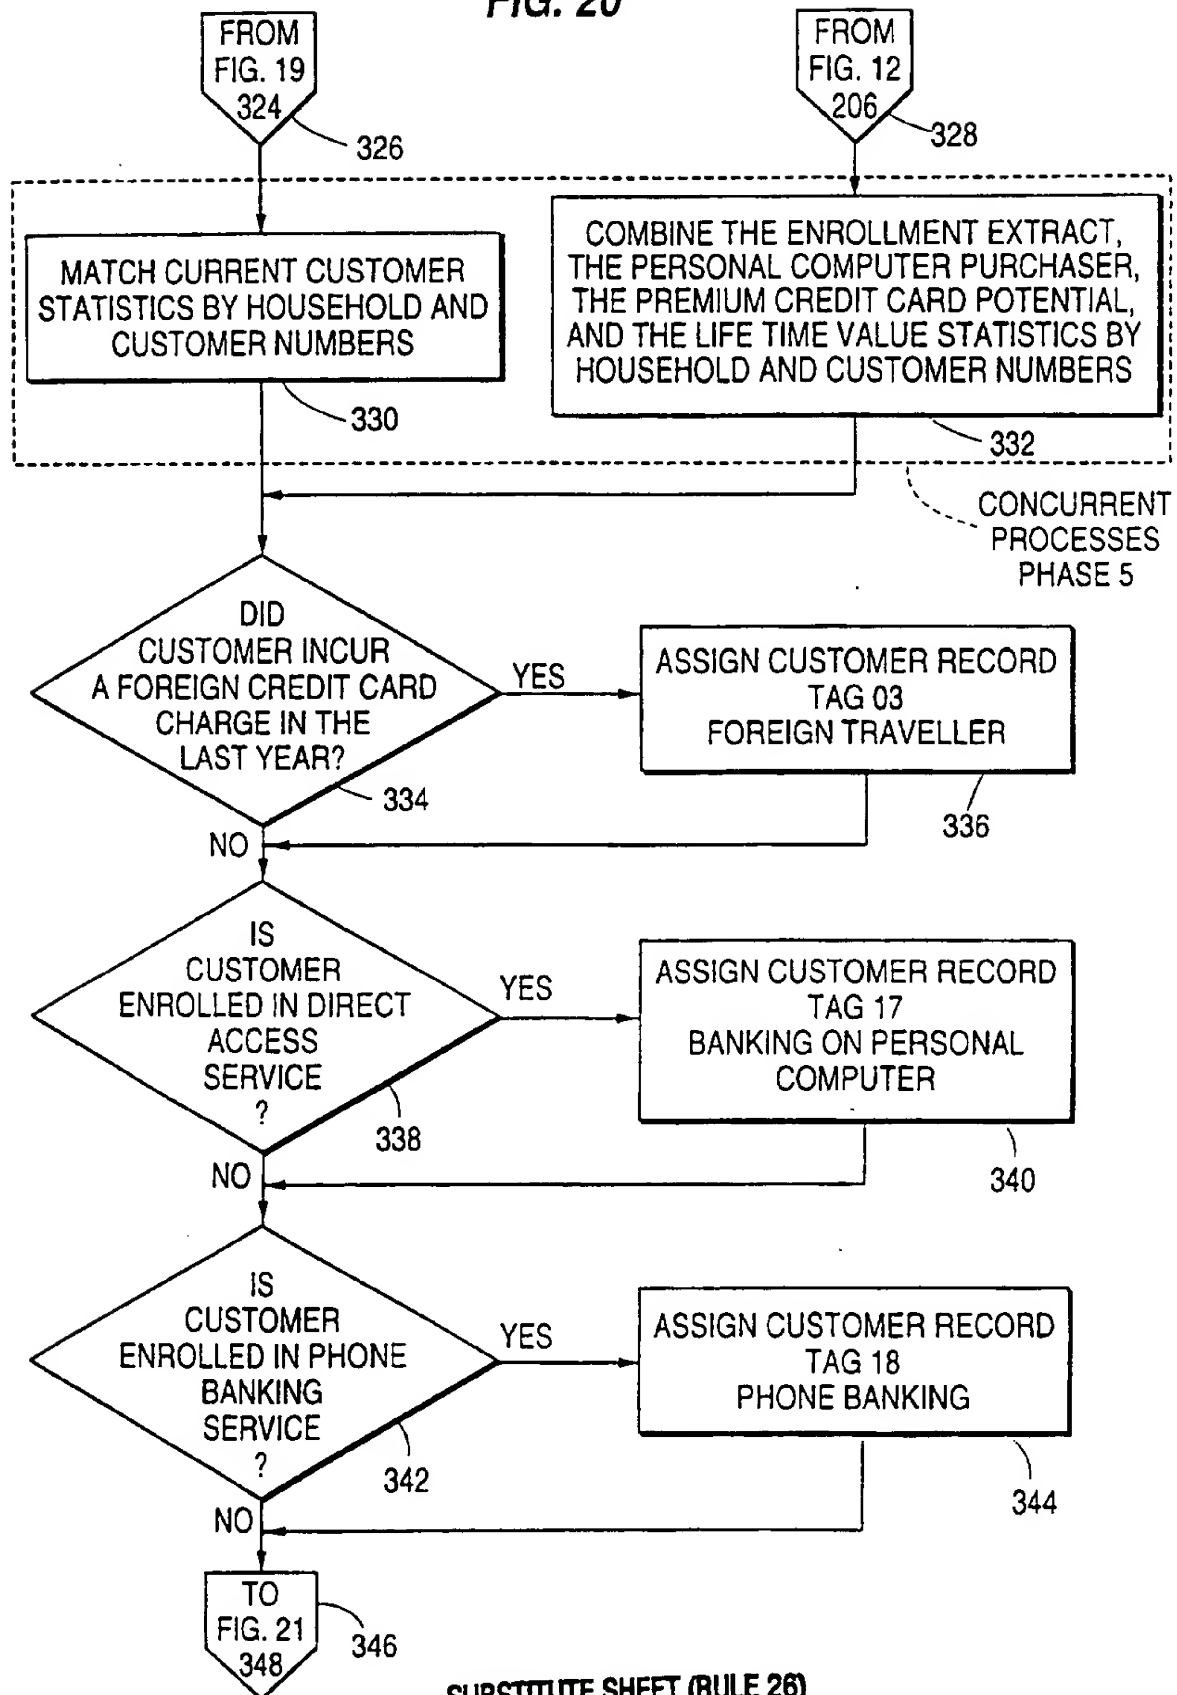 FIG. 20
FROM
FIG. 19
324
326
FROM
FIG. 12
206
328
MATCH CURRENT CUSTOMER
STATISTICS BY HOUSEHOLD AND
CUSTOMER NUMBERS
330
COMBINE THE ENROLLMENT EXTRACT,
THE PERSONAL COMPUTER PURCHASER,
THE PREMIUM CREDIT CARD POTENTIAL,
AND THE LIFE TIME VALUE STATISTICS BY
HOUSEHOLD AND CUSTOMER NUMBERS
332
CONCURRENT
PROCESSES
PHASE 5
DID
CUSTOMER INCUR
A FOREIGN CREDIT CARD
CHARGE IN THE
LAST YEAR?
334
YES
ASSIGN CUSTOMER RECORD
TAG 03
FOREIGN TRAVELLER
336
NO
IS
CUSTOMER
ENROLLED IN DIRECT
ACCESS
SERVICE
?
338
YES
ASSIGN CUSTOMER RECORD
TAG 17
BANKING ON PERSONAL
COMPUTER
340
NO
IS
CUSTOMER
ENROLLED IN PHONE
BANKING
SERVICE
?
342
YES
ASSIGN CUSTOMER RECORD
TAG 18
PHONE BANKING
344
NO
TO
FIG. 21
348
346
SUBSTITUTE SHEET (RULE 26)